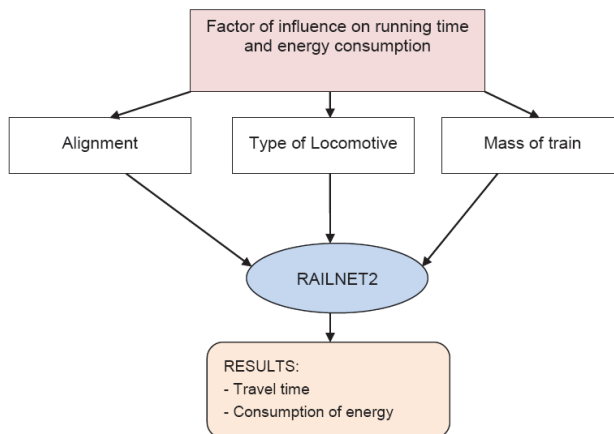 Factor of influence on running time
and energy consumption
Alignment
Type of Locomotive
Mass of train
RAILNET2
RESULTS:
- Travel time
- Consumption of energy